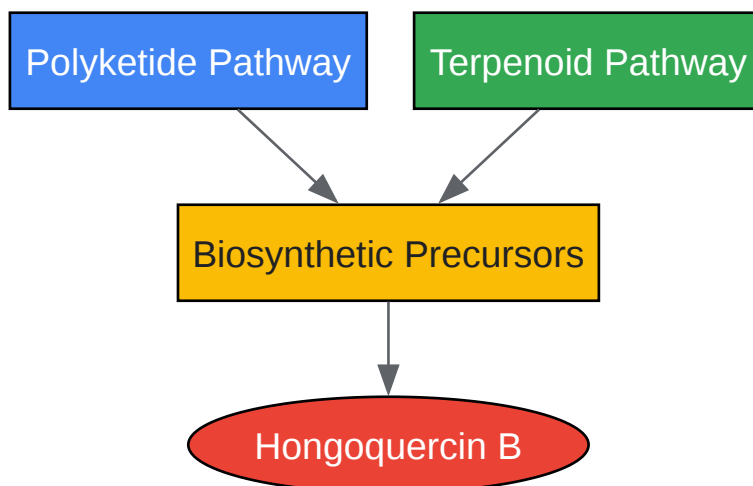 Polyketide Pathway
Terpenoid Pathway
Biosynthetic Precursors
Hongoquercin B